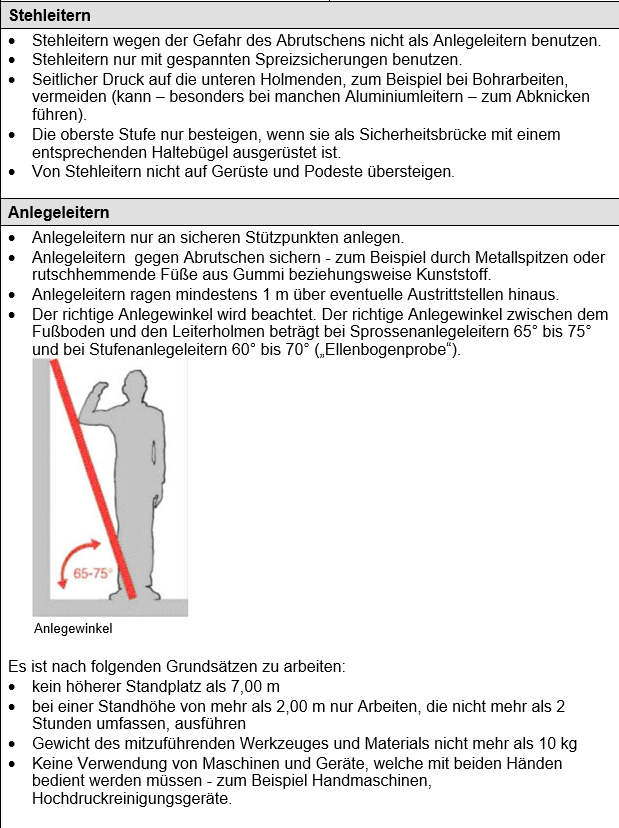 Stehleitern
• Stehleitern wegen der Gefahr des Abrutschens nicht als Anlegeleitern benutzen.
• Stehleitern nur mit gespannten Spreizsicherungen benutzen.
• Seitlicher Druck auf die unteren Holmenden, zum Beispiel bei Bohrarbeiten,
vermeiden (kann – besonders bei manchen Aluminiumleitern – zum Abknicken
führen).
• Die oberste Stufe nur besteigen, wenn sie als Sicherheitsbrücke mit einem
entsprechenden Haltebügel ausgerüstet ist.
• Von Stehleitern nicht auf Gerüste und Podeste übersteigen.
Anlegeleitern
• Anlegeleitern nur an sicheren Stützpunkten anlegen.
• Anlegeleitern  gegen Abrutschen sichern - zum Beispiel durch Metallspitzen oder
rutschhemmende Füße aus Gummi beziehungsweise Kunststoff.
• Anlegeleitern ragen mindestens 1 m über eventuelle Austrittstellen hinaus.
• Der richtige Anlegewinkel wird beachtet. Der richtige Anlegewinkel zwischen dem
Fußboden und den Leiterholmen beträgt bei Sprossenanlegeleitern 65° bis 75°
und bei Stufenanlegeleitern 60° bis 70° („Ellenbogenprobe“).
65-75°
Anlegewinkel
Es ist nach folgenden Grundsätzen zu arbeiten:
• kein höherer Standplatz als 7,00 m
• bei einer Standhöhe von mehr als 2,00 m nur Arbeiten, die nicht mehr als 2
Stunden umfassen, ausführen
• Gewicht des mitzuführenden Werkzeuges und Materials nicht mehr als 10 kg
• Keine Verwendung von Maschinen und Geräte, welche mit beiden Händen
bedient werden müssen - zum Beispiel Handmaschinen,
Hochdruckreinigungsgeräte.